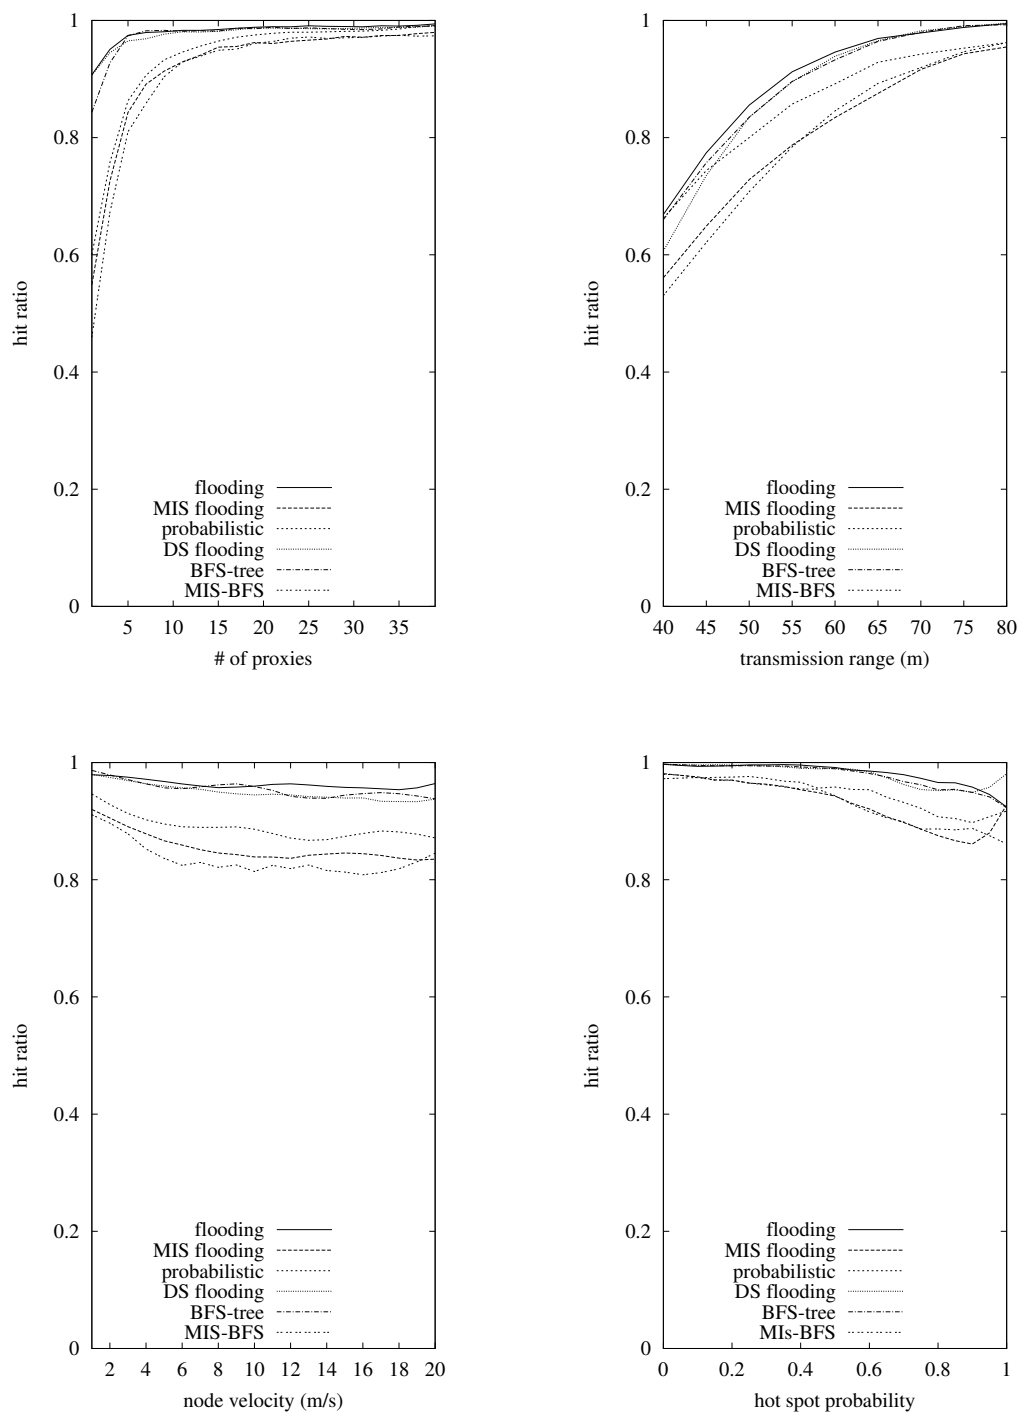 1
0.8
0.6
0.4
0.2
0
hit ratio
flooding
MIS flooding
probabilistic
DS flooding
BFS-tree
MIS-BFS
5 10 15 20 25 30 35
# of proxies
1
0.8
0.6
0.4
0.2
0
hit ratio
flooding
MIS flooding
probabilistic
DS flooding
BFS-tree
MIS-BFS
40 45 50 55 60 65 70 75 80
transmission range (m)
1
0.8
0.6
0.4
0.2
0
hit ratio
flooding
MIS flooding
probabilistic
DS flooding
BFS-tree
MIS-BFS
2 4 6 8 10 12 14 16 18 20
node velocity (m/s)
1
0.8
0.6
0.4
0.2
0
hit ratio
flooding
MIS flooding
probabilistic
DS flooding
BFS-tree
MIs-BFS
0 0.2 0.4 0.6 0.8 1
hot spot probability